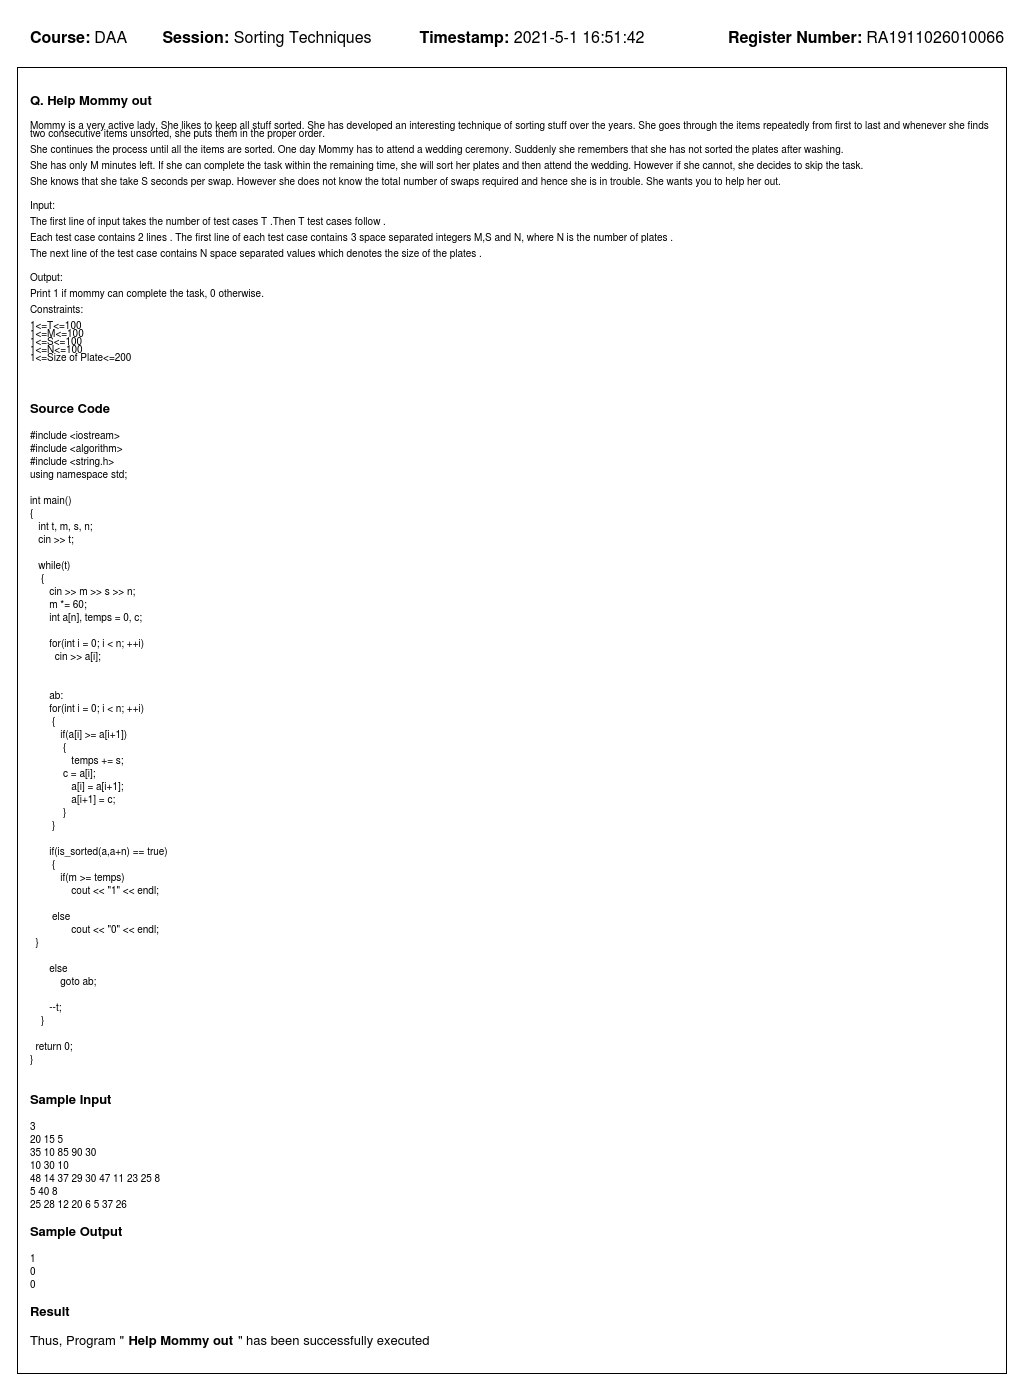 Course: DAA Session: Sorting Techniques Timestamp: 2021-5-1 16:51:42 Register Number: RA1911026010066
Q. Help Mommy out
Mommy is a very active lady. She likes to keep all stuff sorted. She has developed an interesting technique of sorting stuff over the years. She goes through the items repeatedly from first to last and whenever she finds
two consecutive items unsorted, she puts them in the proper order.
She continues the process until all the items are sorted. One day Mommy has to attend a wedding ceremony. Suddenly she remembers that she has not sorted the plates after washing.
She has only M minutes left. If she can complete the task within the remaining time, she will sort her plates and then attend the wedding. However if she cannot, she decides to skip the task.
She knows that she take S seconds per swap. However she does not know the total number of swaps required and hence she is in trouble. She wants you to help her out.
Input:
The first line of input takes the number of test cases T .Then T test cases follow .
Each test case contains 2 lines . The first line of each test case contains 3 space separated integers M,S and N, where N is the number of plates .
The next line of the test case contains N space separated values which denotes the size of the plates .
Output:
Print 1 if mommy can complete the task, 0 otherwise.
Constraints:
1<=T<=100
1<=M<=100
1<=S<=100
1<=N<=100
1<=Size of Plate<=200
Source Code
#include <iostream>
#include <algorithm>
#include <string.h>
using namespace std;
int main()
{
int t, m, s, n;
cin >> t;
while(t)
{
cin >> m >> s >> n;
m *= 60;
int a[n], temps = 0, c;
for(int i = 0; i < n; ++i)
cin >> a[i];
ab:
for(int i = 0; i < n; ++i)
{
if(a[i] >= a[i+1])
{
temps += s;
c = a[i];
a[i] = a[i+1];
a[i+1] = c;
}
}
if(is_sorted(a,a+n) == true)
{
if(m >= temps)
cout << "1" << endl;
else
cout << "0" << endl;
}
else
goto ab;
--t;
}
return 0;
}
Sample Input
3
20 15 5
35 10 85 90 30
10 30 10
48 14 37 29 30 47 11 23 25 8
5 40 8
25 28 12 20 6 5 37 26
Sample Output
1
0
0
Result
Thus, Program " Help Mommy out " has been successfully executed